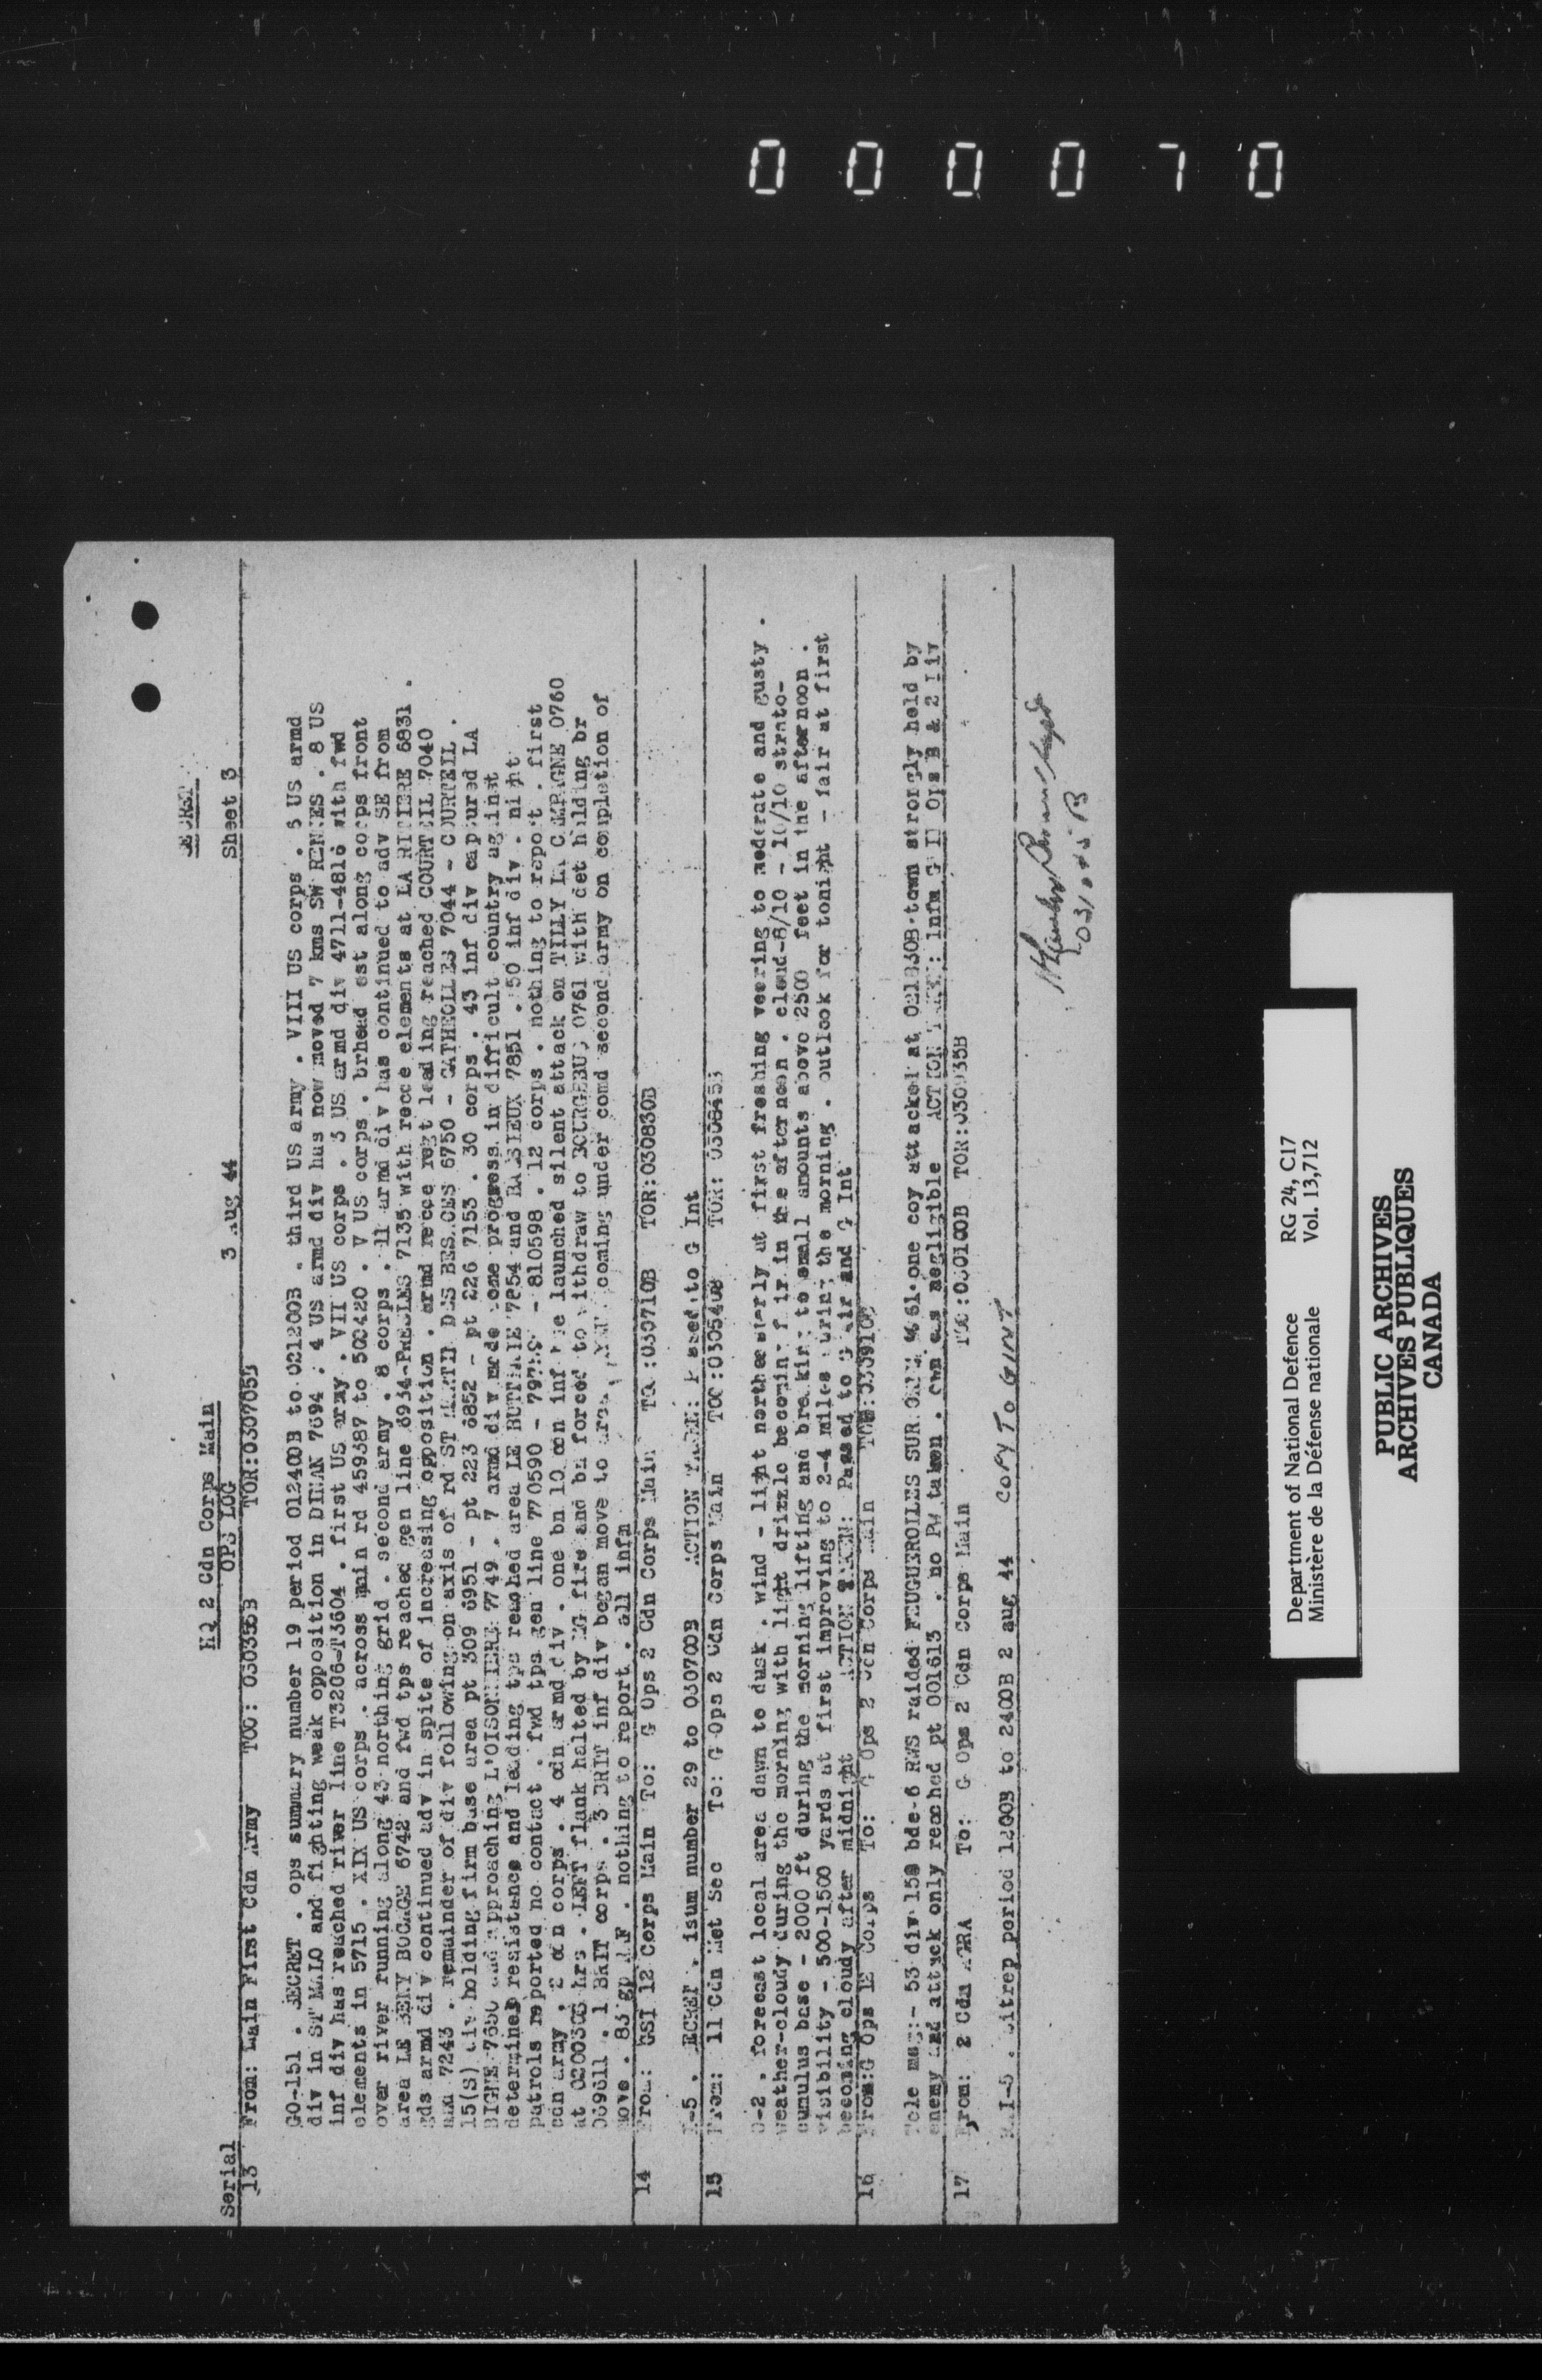 000070
SECRET
HQ 2 Cdn Corps Main
OPS LOG
3 Aug 44
Sheet 3
Serial
13 From: Main First Cdn Army TOO: 030355B TOR:030705B
GO-151 . SECRET . ops summary number 19 period 012400B to 021200B . third US army . VIII US corps . 6 US armd
div in ST MALO and fighting weak opposition in DINAN 7694 . 4 US armd div has now moved 7 kms SW RENNES . 8 US
inf div has reached river line T3206-T3604 . first US army . VII US corps . 3 US armd div 4711-4816 with fwd
elements in 5715 . XIX US corps . across main rd 459387 to 500420 . V US corps . brhead est along corps front
over river running along 43 northing grid . second army . 8 corps . 11 armd div has continued to adv SE from
area LE BENY BOCAGE 6742 and fwd tps reached gen line 6934-PRESLES 7135 with recce elements at LA 6831 .
gds armd div continued adv in spite of increasing opposition . armd recce regt leading reached COURTEIL 7040
and 7243 . remainder of div following on axis of rd ST MARTIN DES BESACES 6750 - CATHEOLLES 7044 - COURTEIL .
15(S) div holding firm base area pt 309 6951 - pt 223 6852 - pt 226 7153 . 30 corps . 43 inf div captured LA
BIGNE 7650 and approaching L'OISONNIERE 7749 . 7 armd div made some progress in difficult country against
determined resistance and leading tps reached area LE 7854 and 7851 . 50 inf div . night
patrols reported no contact . fwd tps gen line 770590 - - 810598 . 12 corps . nothing to report . first
cdn army . 2 cdn corps . 4 cdn armd div . one bn 10 cdn inf bde launched silent attack on TILLY LA CAMPAGNE 0760
at 020030B hrs . LEFT flank halted by MG fire and bn forced to withdraw to BOURGEBUS 0761 with det holding br
069611 . 1 BRIT corps . 3 BRIT inf div began move to area coming under comd second army on completion of
move . 83 gp RAF . nothing to report . all infm
14 From: GSI 12 Corps Main To: G Ops 2 Cdn Corps Main TOO:030710B TOR:030830B
SECRET . isum number 29 to 030700B ACTION TAKEN: Passed to G Int
15 From: 11 Cdn Met Sec To: G Ops 2 Cdn Corps Main TOO:030540B TOR: 030845B
forecast local area dawn to dusk . wind - light northeasterly at first freshing veering to moderate and gusty .
weather-cloudy during the morning with light drizzle becoming fair in the afternoon . cloud-8/10 - 10/10 strato-
cumulus base - 2000 ft during the morning lifting and breaking to small amounts above 2500 feet in the afternoon .
visibility - 500-1500 yards at first improving to 2-4 miles during the morning . outlook for tonight - fair at first
becoming cloudy after midnight ACTION TAKEN: Passed to G Air and G Int
16 From:G Ops 12 Corps To: G Ops 2 Cdn Corps Main TOR:030910B
Tele msg:- 53 div 158 bde-6 RWS raided FEUGUEROLLES SUR ORNE 61.one coy attacked at 021830B.town strongly held by
enemy and attack only reached pt 001613 . no PW taken . own cas negligible ACTION TAKEN: Infm G II Ois B & 2 Div
17 From: 2 Cdn AGRA To: G Ops 2 Cdn Corps Main TOO:030100B TOR:030935B
sitrep period 1200B to 2400B 2 aug 44 COPY TO G INT
Department of National Defence
Ministère de la Défense nationale
RG 24, C17
Vol. 13,712
PUBLIC ARCHIVES
ARCHIVES PUBLIQUES
CANADA